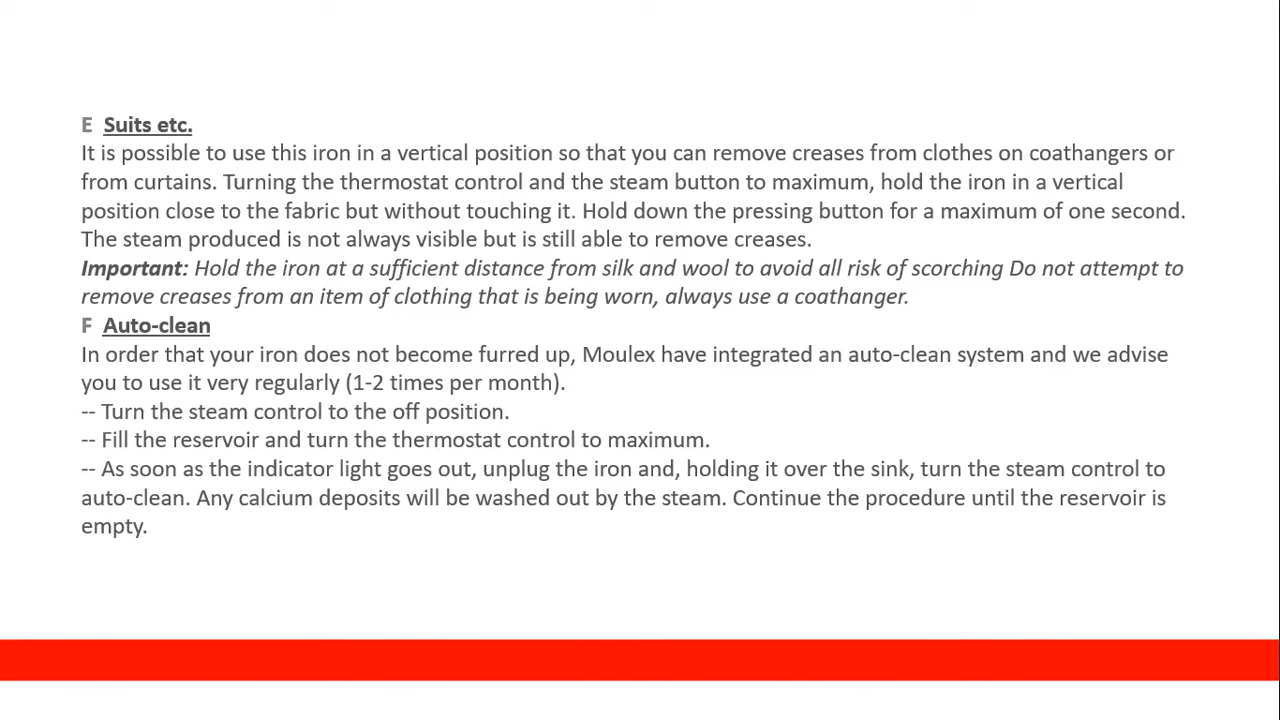 E Suits etc.
It is possible to use this iron in a vertical position so that you can remove creases from clothes on coathangers or
from curtains. Turning the thermostat control and the steam button to maximum, hold the iron in a vertical
position close to the fabric but without touching it. Hold down the pressing button for a maximum of one second.
The steam produced is not always visible but is still able to remove creases.
Important: Hold the iron at a sufficient distance from silk and wool to avoid all risk of scorching Do not attempt to
remove creases from an item of clothing that is being worn, always use a coathanger.
F Auto-clean
In order that your iron does not become furred up, Moulex have integrated an auto-clean system and we advise
you to use it very regularly (1-2 times per month).
-- Turn the steam control to the off position.
-- Fill the reservoir and turn the thermostat control to maximum.
-- As soon as the indicator light goes out, unplug the iron and, holding it over the sink, turn the steam control to
auto-clean. Any calcium deposits will be washed out by the steam. Continue the procedure until the reservoir is
empty.